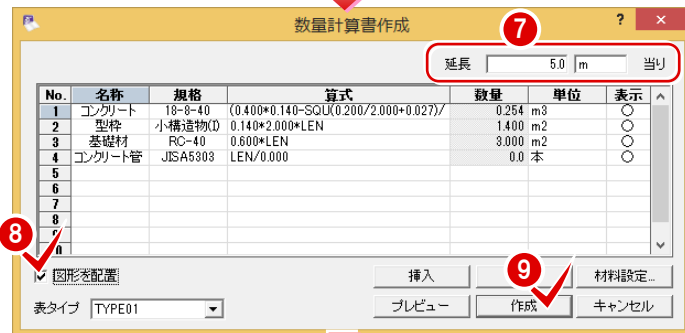 数量計算書作成 ? ×
7
延長 5.0 m 当り
No. 名称 規格 算式 数量 単位 表示
1 コンクリート 18-8-40 (0.400*0.140-SQU(0.200/2.000+0.027)/ 0.254 m3 ○
2 型枠 小構造物(I) 0.140*2.000*LEN 1.400 m2 ○
3 基礎材 RC-40 0.600*LEN 3.000 m2 ○
4 コンクリート管 JISA5303 LEN/0.000 0.0 本 ○
5
6
7
8
8
9
図形を配置 挿入 材料設定...
表タイプ TYPE01 プレビュー 作成 キャンセル